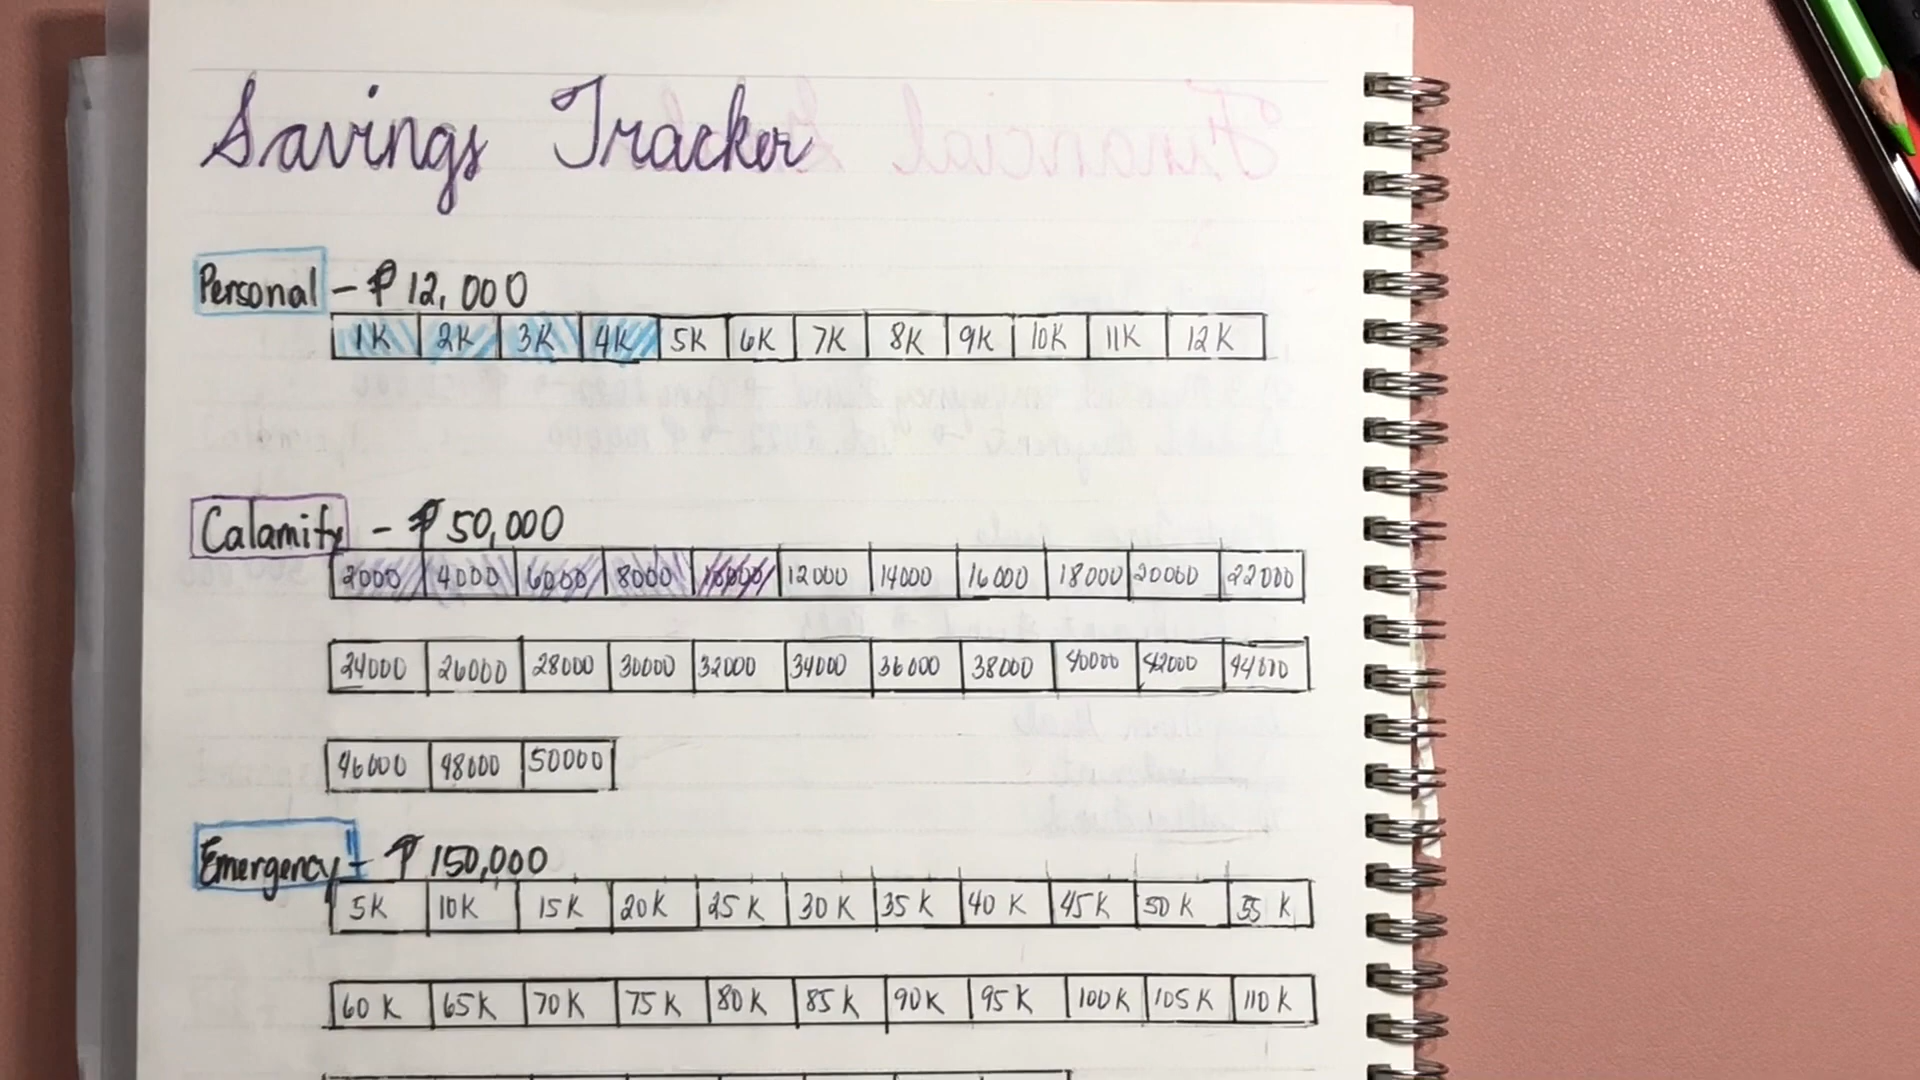 Savings Tracker
Personal - ₱ 12,000
1K 2K 3K 4K 5K 6K 7K 8K 9K 10K 11K 12K
Calamity - ₱ 50,000
2000 4000 6000 8000 10000 12000 14000 16000 18000 20000 22000
24000 26000 28000 30000 32000 34000 36000 38000 40000 42000 44000
46000 48000 50000
Emergency - ₱ 150,000
5K 10K 15K 20K 25K 30K 35K 40K 45K 50K 55K
60K 65K 70K 75K 80K 85K 90K 95K 100K 105K 110K